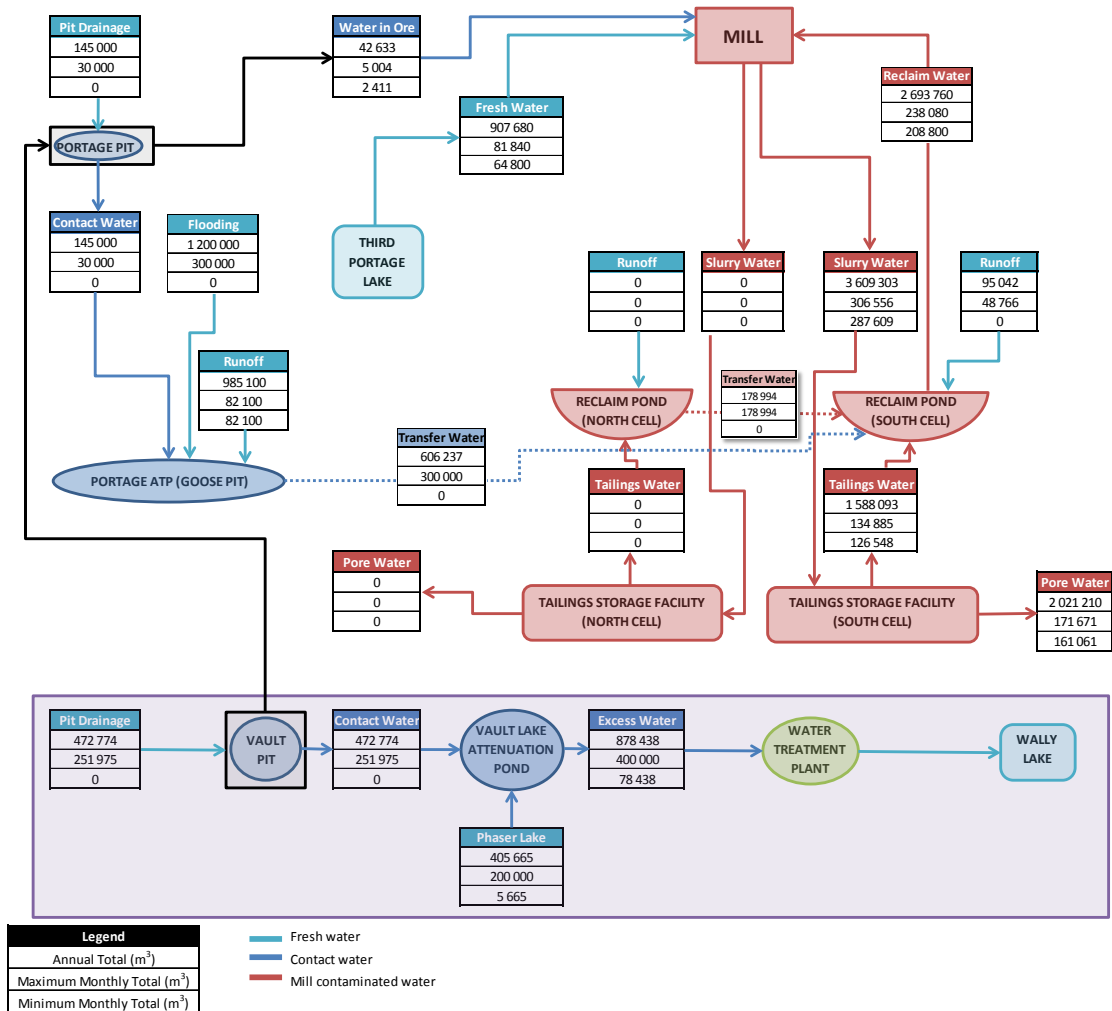 Pit Drainage
145 000
30 000
0
Water in Ore
42 633
5 004
2 411
MILL
Reclaim Water
2 693 760
238 080
208 800
Fresh Water
907 680
81 840
64 800
PORTAGE PIT
Contact Water
145 000
30 000
0
Flooding
1 200 000
300 000
0
THIRD
PORTAGE
LAKE
Runoff
0
0
0
Slurry Water
0
0
0
Slurry Water
3 609 303
306 556
287 609
Runoff
95 042
48 766
0
Runoff
985 100
82 100
82 100
Transfer Water
178 994
178 994
0
RECLAIM POND
(NORTH CELL)
RECLAIM POND
(SOUTH CELL)
Transfer Water
606 237
300 000
0
PORTAGE ATP (GOOSE PIT)
Tailings Water
0
0
0
Tailings Water
1 588 093
134 885
126 548
Pore Water
0
0
0
TAILINGS STORAGE FACILITY
(NORTH CELL)
TAILINGS STORAGE FACILITY
(SOUTH CELL)
Pore Water
2 021 210
171 671
161 061
Pit Drainage
472 774
251 975
0
VAULT
PIT
Contact Water
472 774
251 975
0
VAULT LAKE
ATTENUATION
POND
Excess Water
878 438
400 000
78 438
WATER
TREATMENT
PLANT
WALLY
LAKE
Phaser Lake
405 665
200 000
5 665
Legend
Annual Total (m³)
Maximum Monthly Total (m³)
Minimum Monthly Total (m³)
Fresh water
Contact water
Mill contaminated water